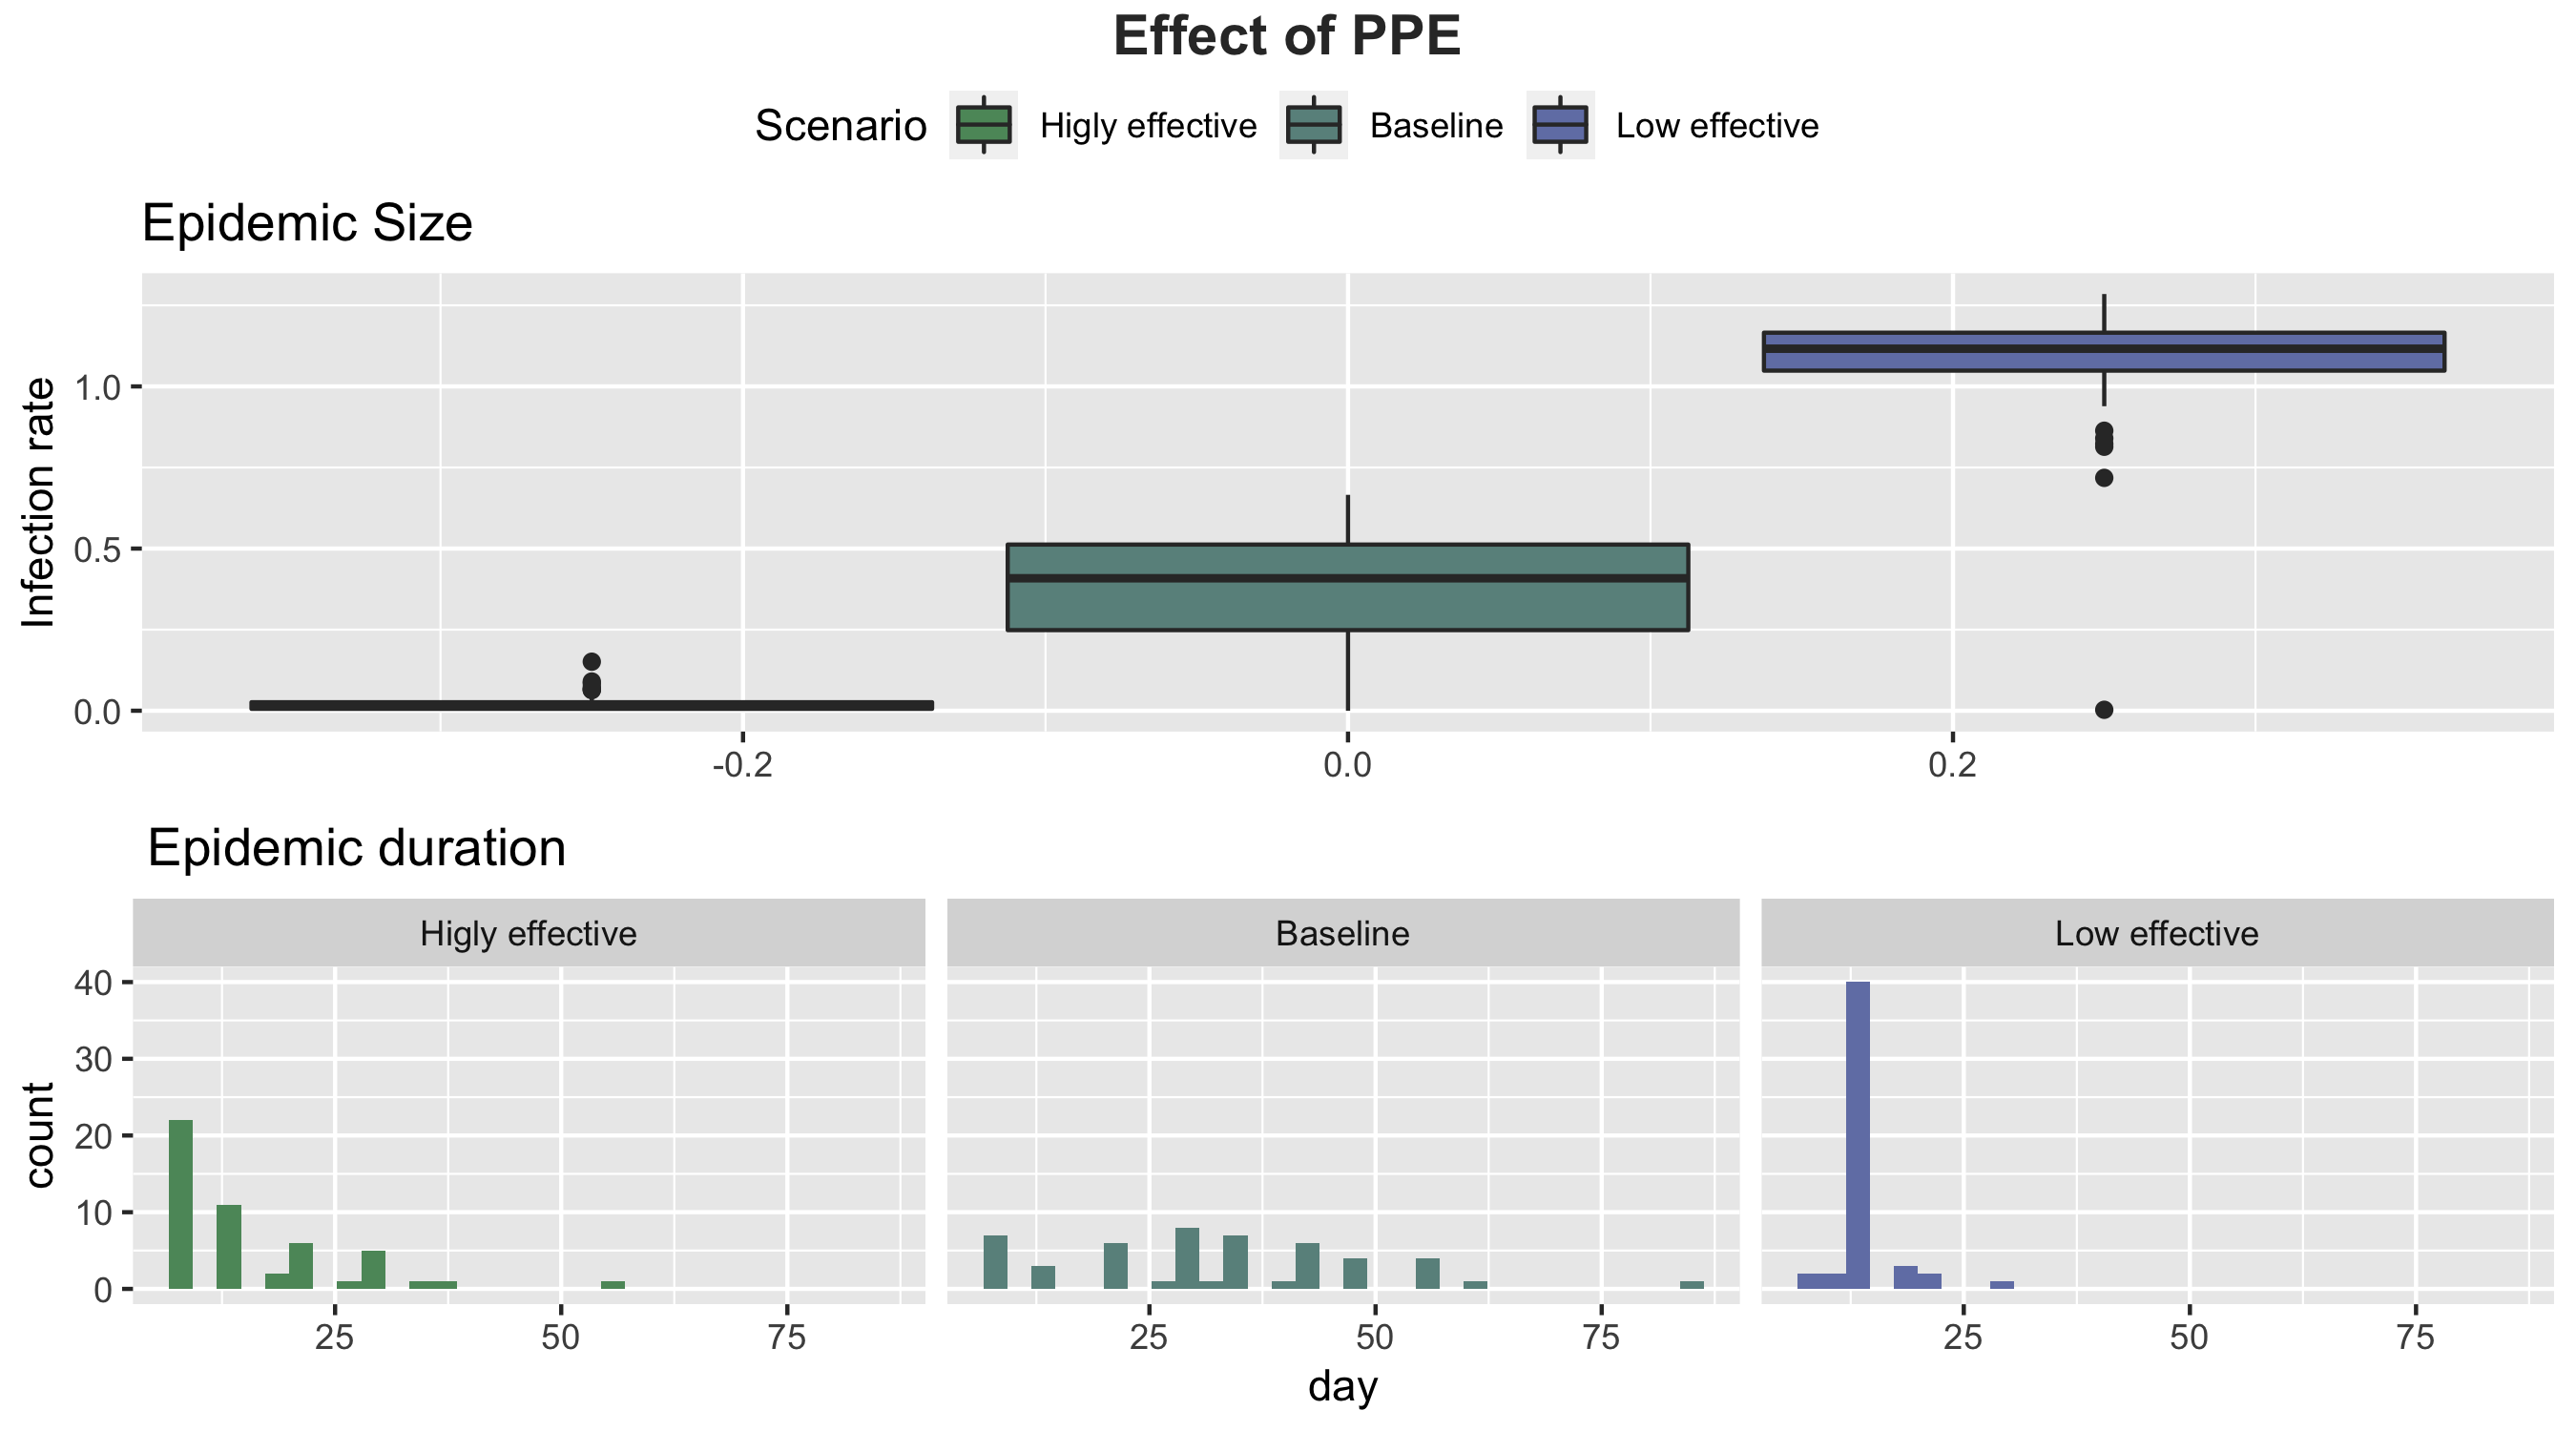 Effect of PPE
Scenario Higly effective Baseline Low effective
Epidemic Size
Infection rate
1.0
0.5
0.0
-0.2 0.0 0.2
Epidemic duration
Higly effective Baseline Low effective
count
40
30
20
10
0
25 50 75 25 50 75 25 50 75
day